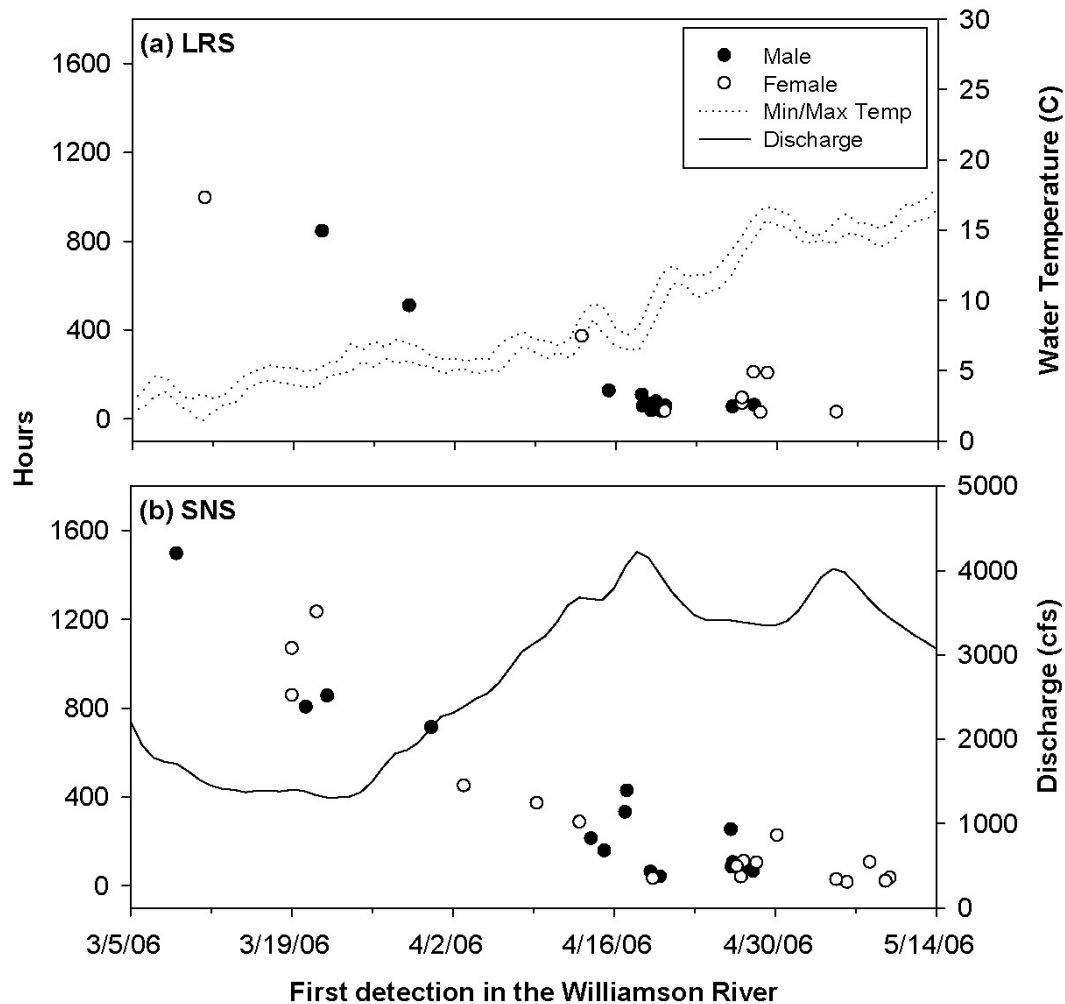 (a) LRS
Male
Female
Min/Max Temp
Discharge
1600
1200
800
400
0
30
25
20
15
10
5
0
Water Temperature (C)
Hours
(b) SNS
1600
1200
800
400
0
5000
4000
3000
2000
1000
0
Discharge (cfs)
3/5/06
3/19/06
4/2/06
4/16/06
4/30/06
5/14/06
First detection in the Williamson River